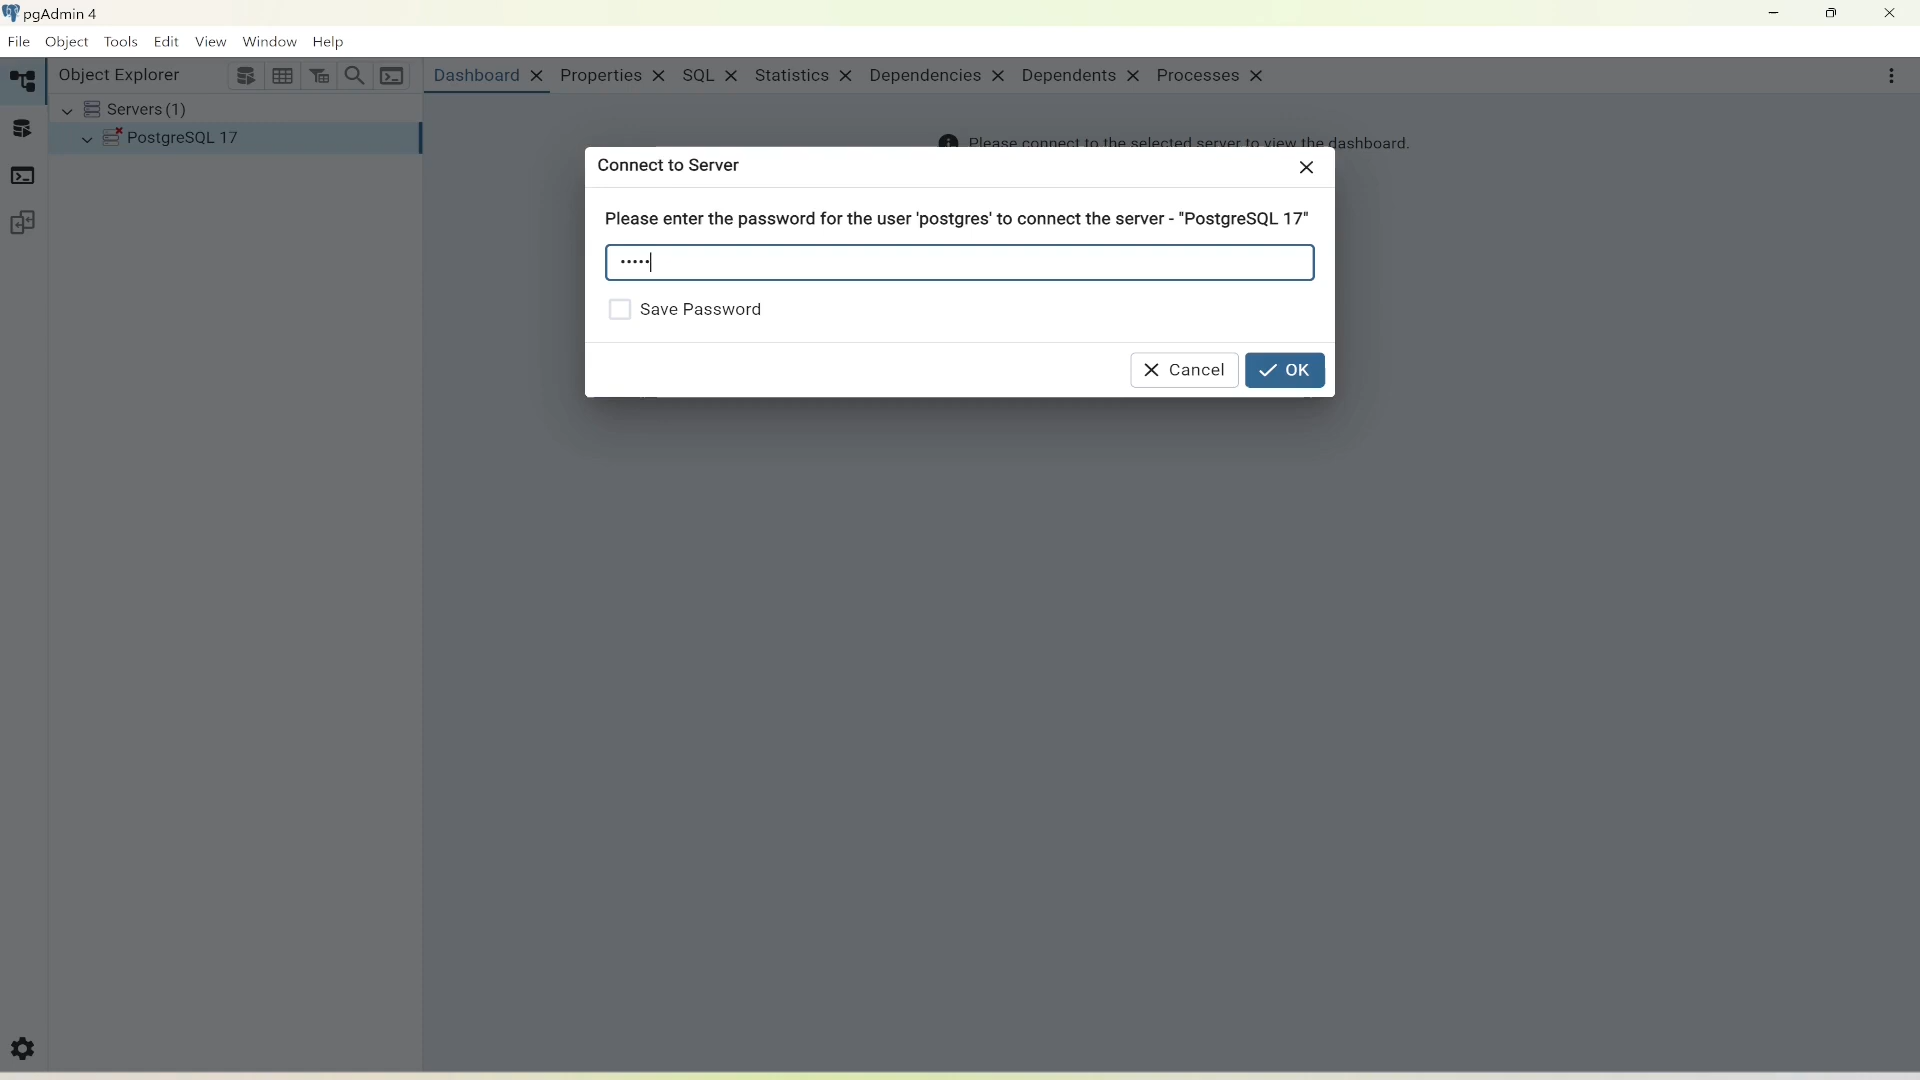 pgAdmin 4
File Object Tools Edit View Window Help
Object Explorer
Dashboard Properties SQL Statistics Dependencies Dependents Processes
Servers (1)
PostgreSQL 17
Please connect to the selected server to view the dashboard.
Connect to Server
Please enter the password for the user 'postgres' to connect the server - "PostgreSQL 17"
•••••
Save Password
Cancel OK